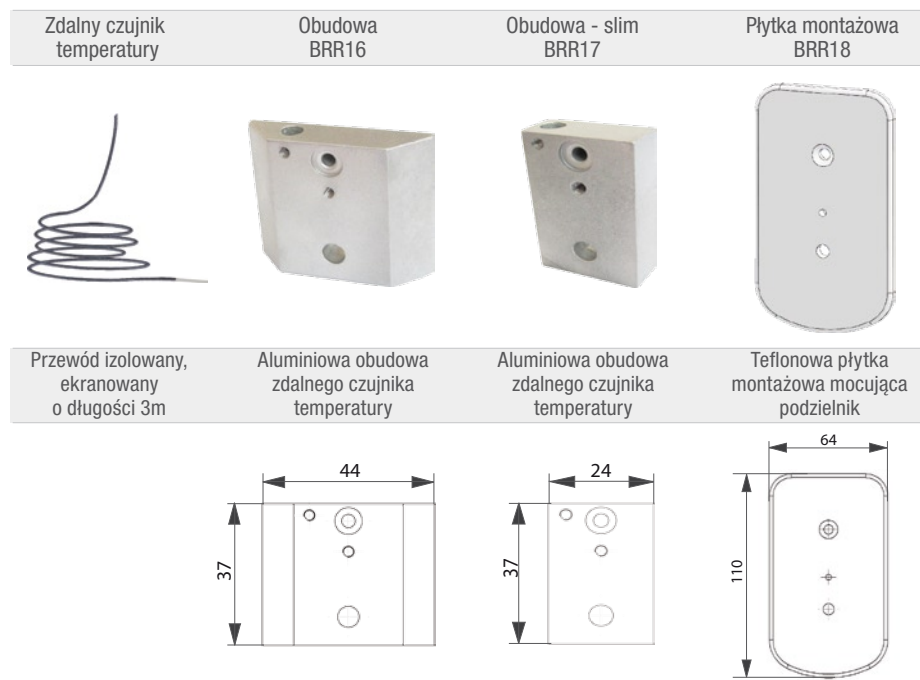 Zdalny czujnik
temperatury
Obudowa
BRR16
Obudowa - slim
BRR17
Płytka montażowa
BRR18
Przewód izolowany,
ekranowany
o długości 3m
Aluminiowa obudowa
zdalnego czujnika
temperatury
Aluminiowa obudowa
zdalnego czujnika
temperatury
Teflonowa płytka
montażowa mocująca
podzielnik
44
37
24
37
64
110